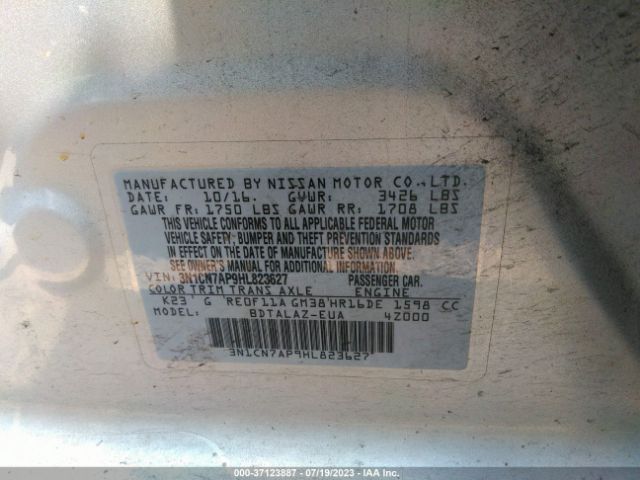 MANUFACTURED BY NISSAN MOTOR CO., LTD.
DATE: 10/16. GVWR: 3426 LBS
GAWR FR: 1750 LBS GAWR RR: 1708 LBS
THIS VEHICLE CONFORMS TO ALL APPLICABLE FEDERAL MOTOR
VEHICLE SAFETY, BUMPER AND THEFT PREVENTION STANDARDS
IN EFFECT ON THE DATE OF MANUFACTURE SHOWN ABOVE.
SEE OWNER'S MANUAL FOR ADDITIONAL INFORMATION.
VIN: 3N1CN7AP9HL823627 PASSENGER CAR.
COLOR TRIM TRANS AXLE ENGINE
K23 G RE0F11A GM38 HR16DE 1598 CC
MODEL: BDTALAZ-EUA 4Z000
3N1CN7AP9HL823627
000-37123887 - 07/19/2023 - IAA Inc.